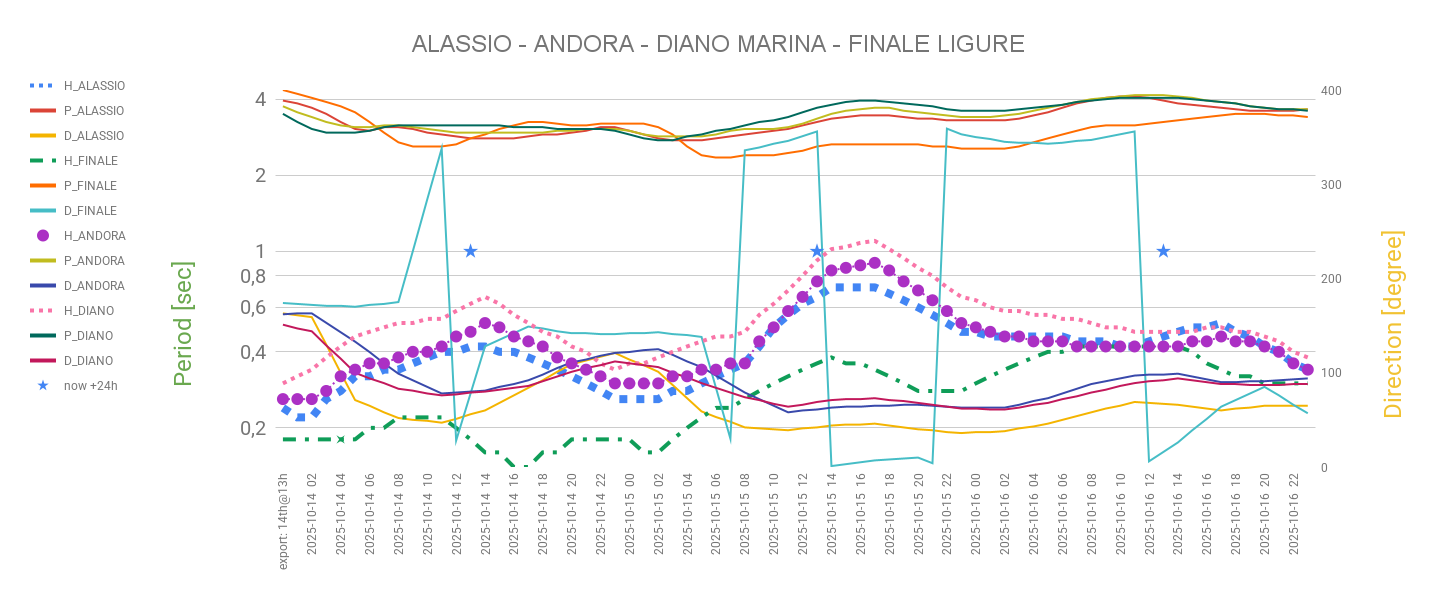 ALASSIO - ANDORA - DIANO MARINA - FINALE LIGURE
H_ALASSIO
P_ALASSIO
D_ALASSIO
H_FINALE
P_FINALE
D_FINALE
H_ANDORA
P_ANDORA
D_ANDORA
H_DIANO
P_DIANO
D_DIANO
now +24h
Period [sec]
4
2
1
0,8
0,6
0,4
0,2
400
300
200
100
0
Direction [degree]
export: 14th@13h
2025-10-14 02
2025-10-14 04
2025-10-14 06
2025-10-14 08
2025-10-14 10
2025-10-14 12
2025-10-14 14
2025-10-14 16
2025-10-14 18
2025-10-14 20
2025-10-14 22
2025-10-15 00
2025-10-15 02
2025-10-15 04
2025-10-15 06
2025-10-15 08
2025-10-15 10
2025-10-15 12
2025-10-15 14
2025-10-15 16
2025-10-15 18
2025-10-15 20
2025-10-15 22
2025-10-16 00
2025-10-16 02
2025-10-16 04
2025-10-16 06
2025-10-16 08
2025-10-16 10
2025-10-16 12
2025-10-16 14
2025-10-16 16
2025-10-16 18
2025-10-16 20
2025-10-16 22